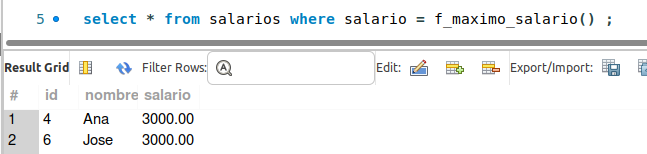 5 select * from salarios where salario = f_maximo_salario() ;
Result Grid Filter Rows: Edit: Export/Import:
# id nombre salario
1 4 Ana 3000.00
2 6 Jose 3000.00